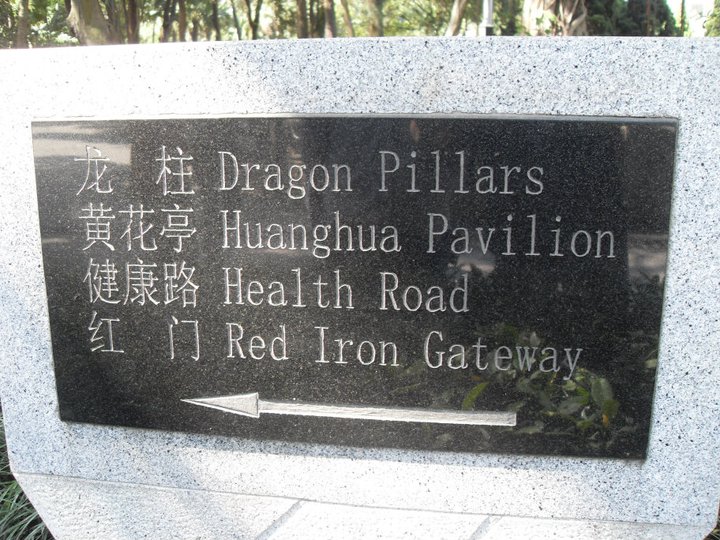 龙 柱 Dragon Pillars
黄花亭 Huanghua Pavilion
健康路 Health Road
红 门 Red Iron Gateway